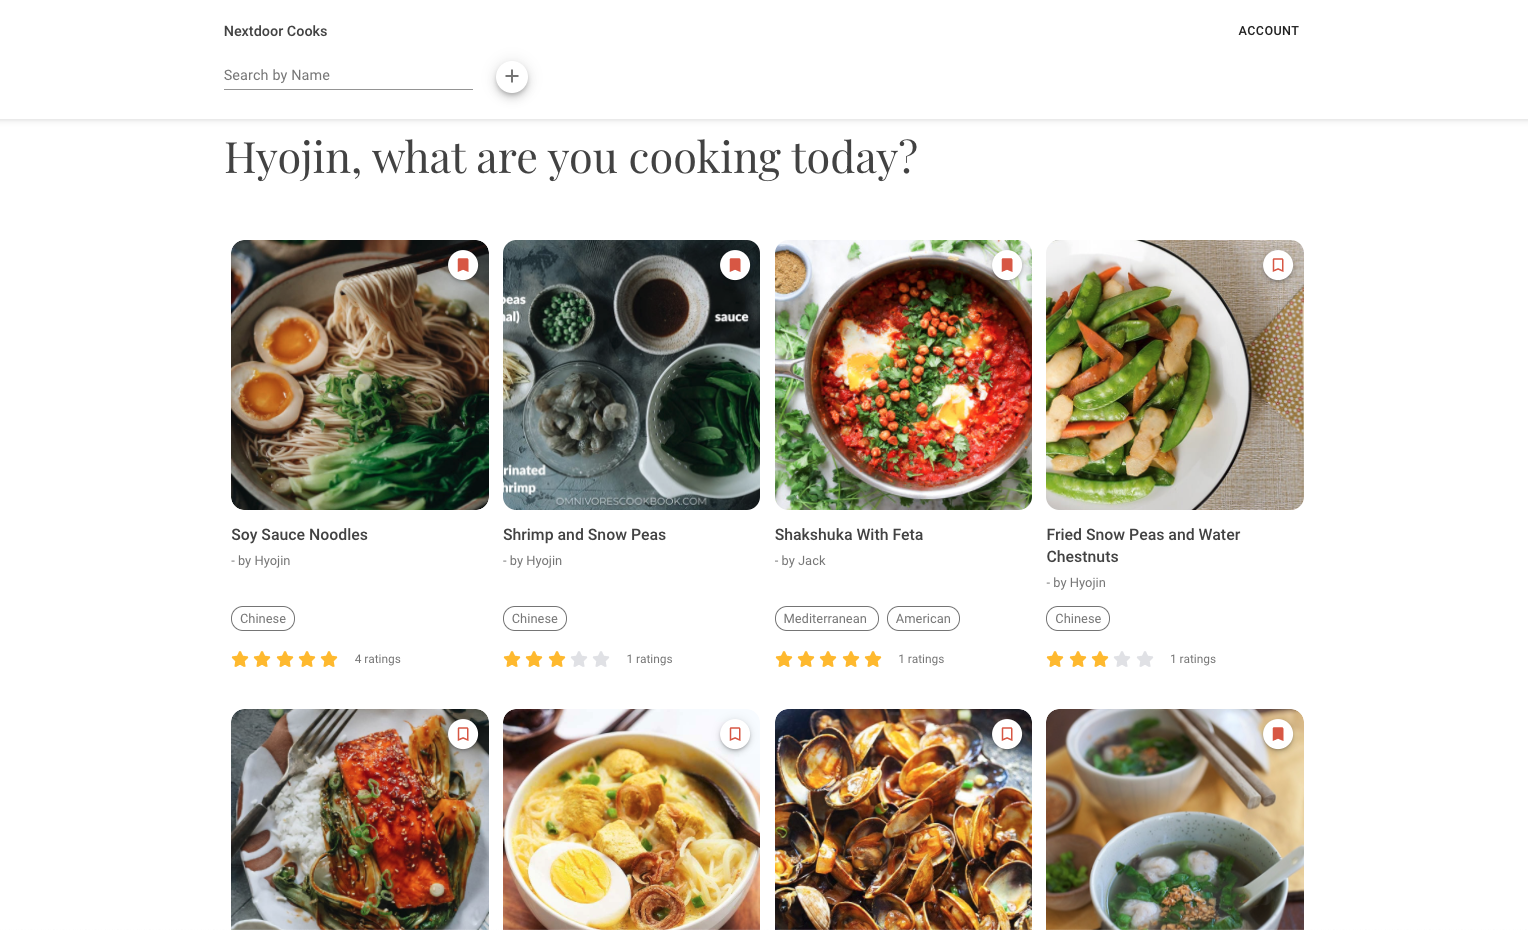 Nextdoor Cooks
ACCOUNT
Search by Name
Hyojin, what are you cooking today?
peas
nal)
sauce
rinated
hrimp
OMNIVORESCOOKBOOK.COM
Soy Sauce Noodles
- by Hyojin
Chinese
4 ratings
Shrimp and Snow Peas
- by Hyojin
Chinese
1 ratings
Shakshuka With Feta
- by Jack
Mediterranean
American
1 ratings
Fried Snow Peas and Water
Chestnuts
- by Hyojin
Chinese
1 ratings